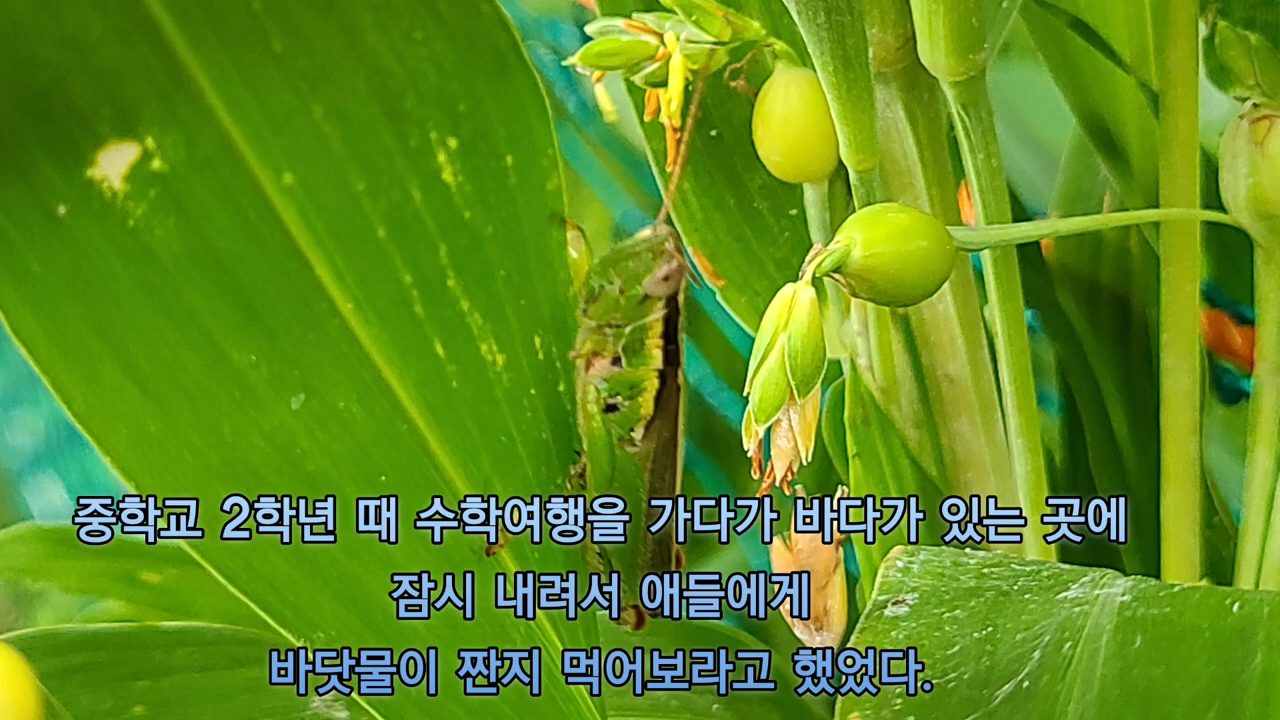 중학교 2학년 때 수학여행을 가다가 바다가 있는 곳에
잠시 내려서 애들에게
바닷물이 짠지 먹어보라고 했었다.